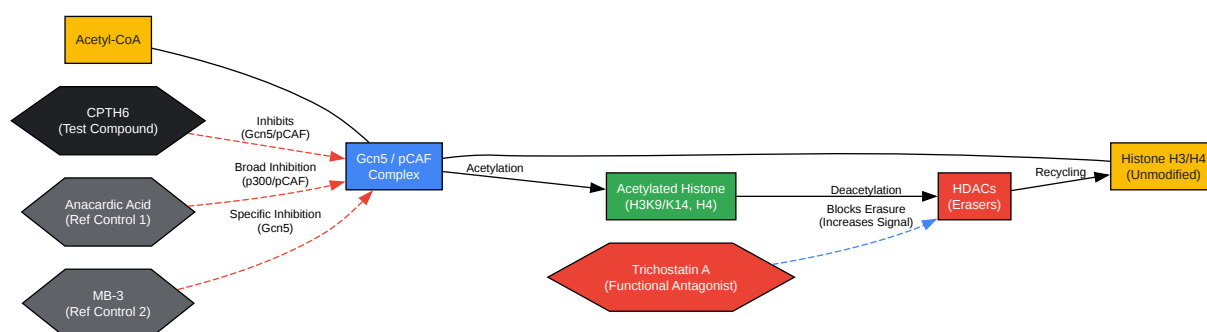 Acetyl-CoA
CPTH6
(Test Compound)
Inhibits
(Gcn5/pCAF)
Broad Inhibition
(p300/pCAF)
Anacardic Acid
(Ref Control 1)
Specific Inhibition
(Gcn5)
MB-3
(Ref Control 2)
Gcn5 / pCAF
Complex
Acetylation
Acetylated Histone
(H3K9/K14, H4)
Deacetylation
Blocks Erasure
(Increases Signal)
Trichostatin A
(Functional Antagonist)
HDACs
(Erasers)
Recycling
Histone H3/H4
(Unmodified)